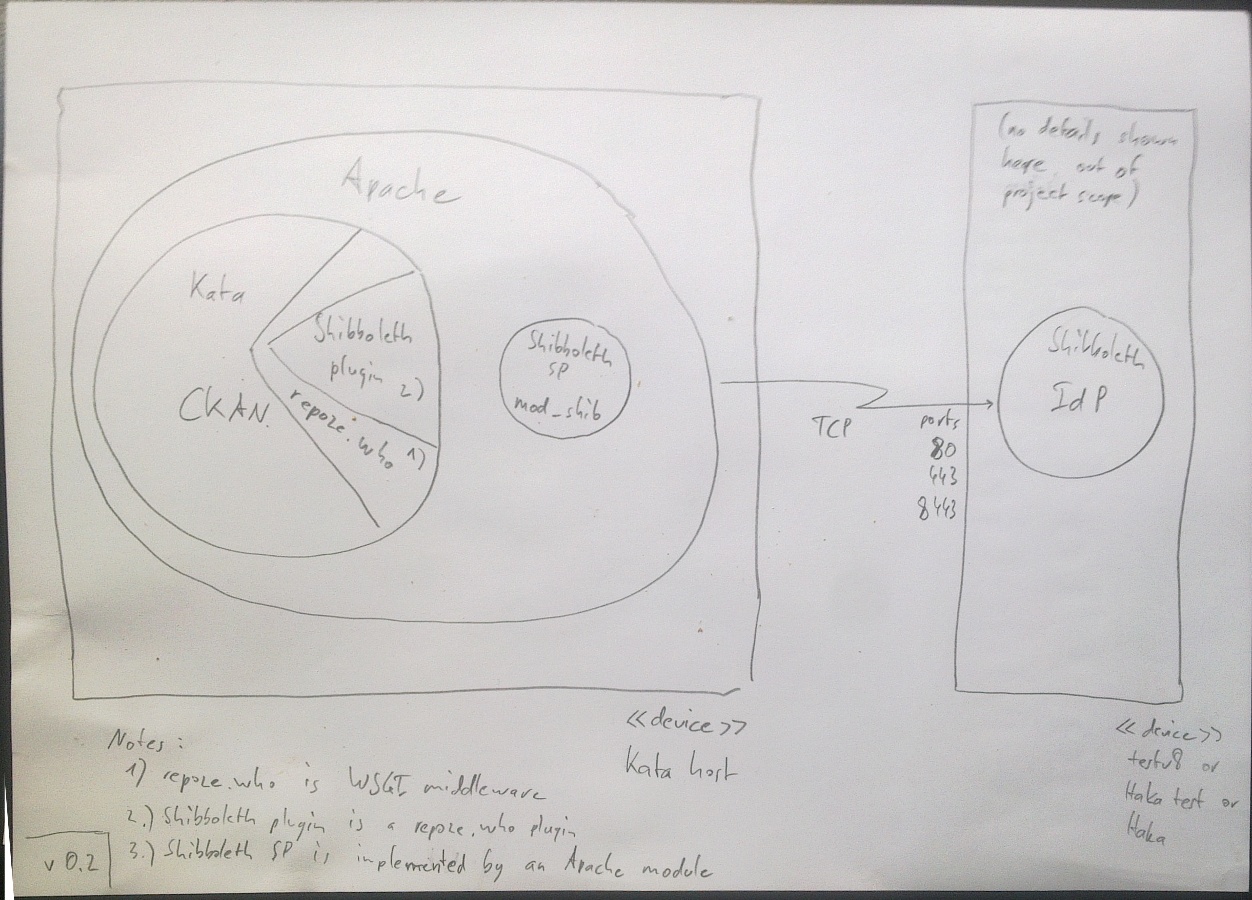 Apache
Kata
CKAN.
Shibboleth
plugin 2)
repoze.who 1)
Shibboleth
SP
mod_shib
TCP
ports
80
443
8443
(no details shown
here out of
project scope)
Shibboleth
IdP
<<device>>
Kata host
<<device>>
testv8 or
Haka test or
Haka
Notes:
1) repoze.who is WSGI middleware
2.) Shibboleth plugin is a repoze.who plugin
3.) Shibboleth SP is implemented by an Apache module
v 0.2